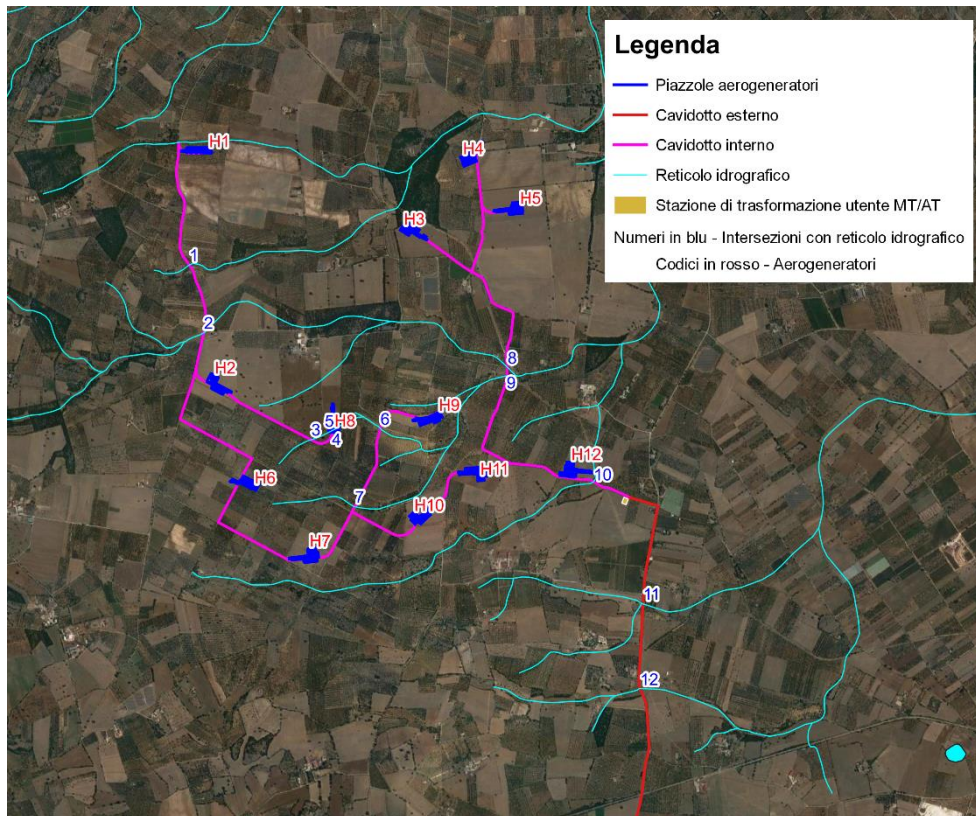 Legenda
Piazzole aerogeneratori
Cavidotto esterno
Cavidotto interno
Reticolo idrografico
Stazione di trasformazione utente MT/AT
Numeri in blu - Intersezioni con reticolo idrografico
Codici in rosso - Aerogeneratori
H1
H4
H5
H3
1
2
8
9
H2
5
H8
3
4
6
H9
H6
H11
H12
10
7
H10
H7
11
12